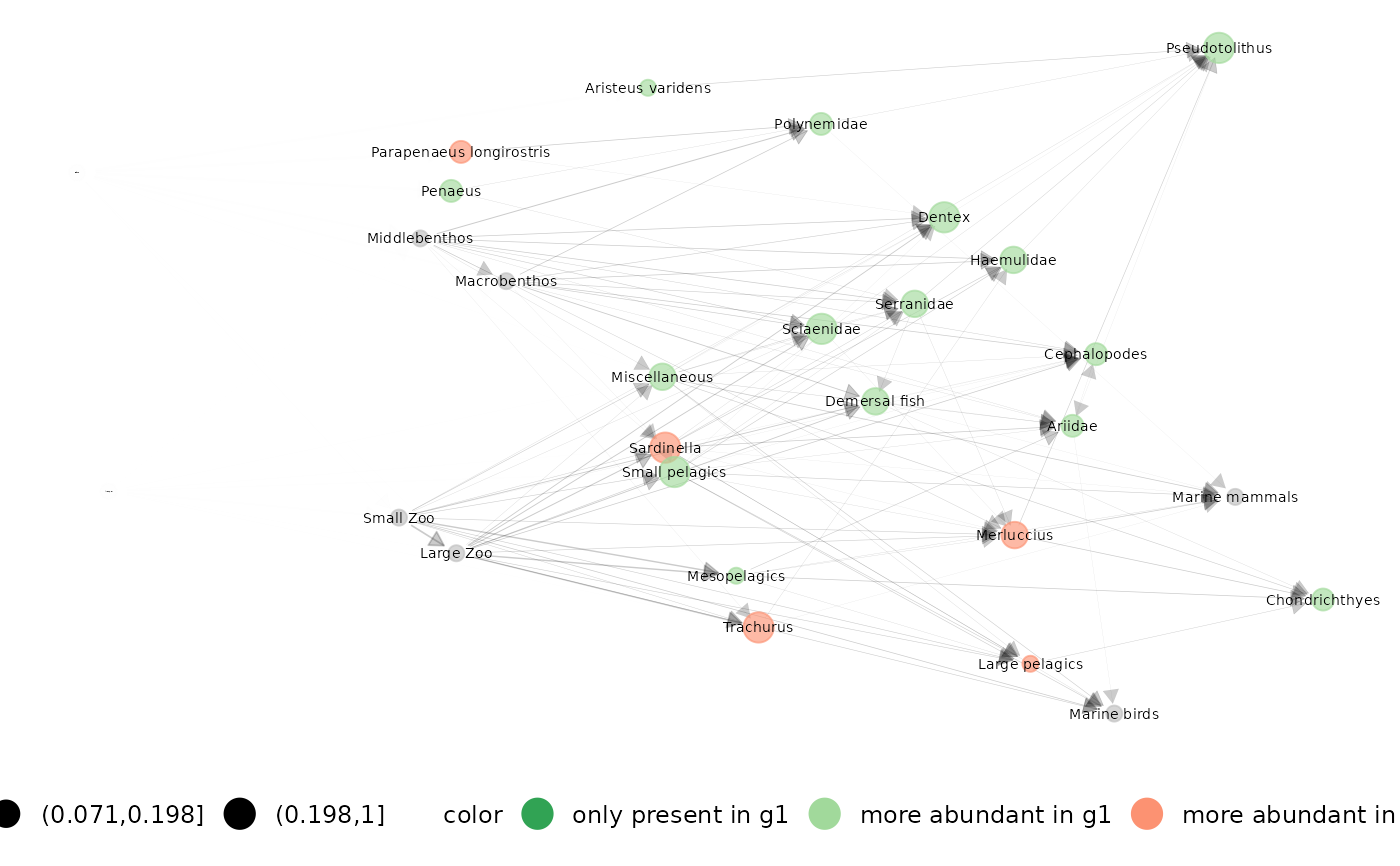 Pseudotolithus
Aristeus varidens
Polynemidae
Parapenaeus longirostris
Penaeus
Dentex
Middlebenthos
Haemulidae
Macrobenthos
Serranidae
Sciaenidae
Cephalopodes
Miscellaneous
Demersal fish
Ariidae
Sardinella
Small pelagics
Marine mammals
Small Zoo
Merluccius
Large Zoo
Mesopelagics
Chondrichthyes
Trachurus
Large pelagics
Marine birds
(0.071,0.198] (0.198,1] color only present in g1 more abundant in g1 more abundant in